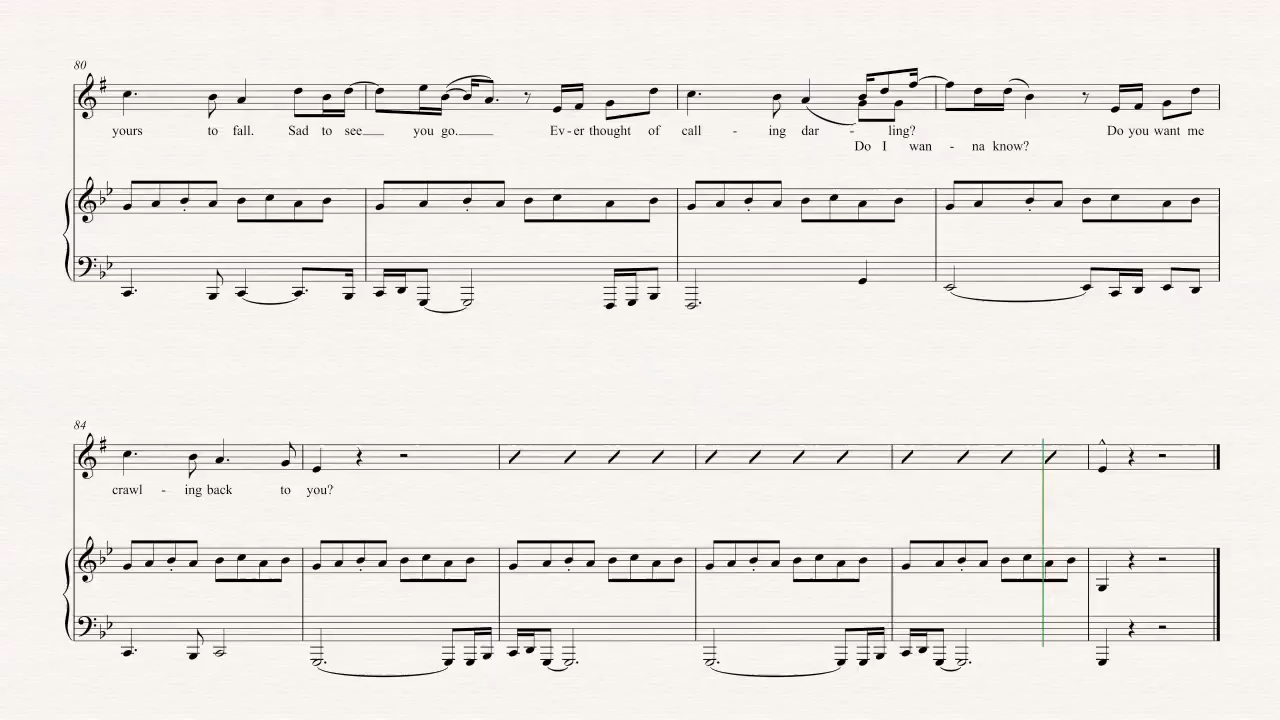 80
yours to fall. Sad to see you go. Ev-er thought of call - ing dar - ling? Do you want me
Do I wan - na know?
84
crawl - ing back to you?